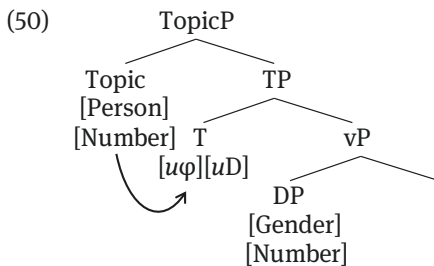 (50) TopicP
Topic TP
[Person]
[Number] T vP
[uφ][uD]
DP
[Gender]
[Number]